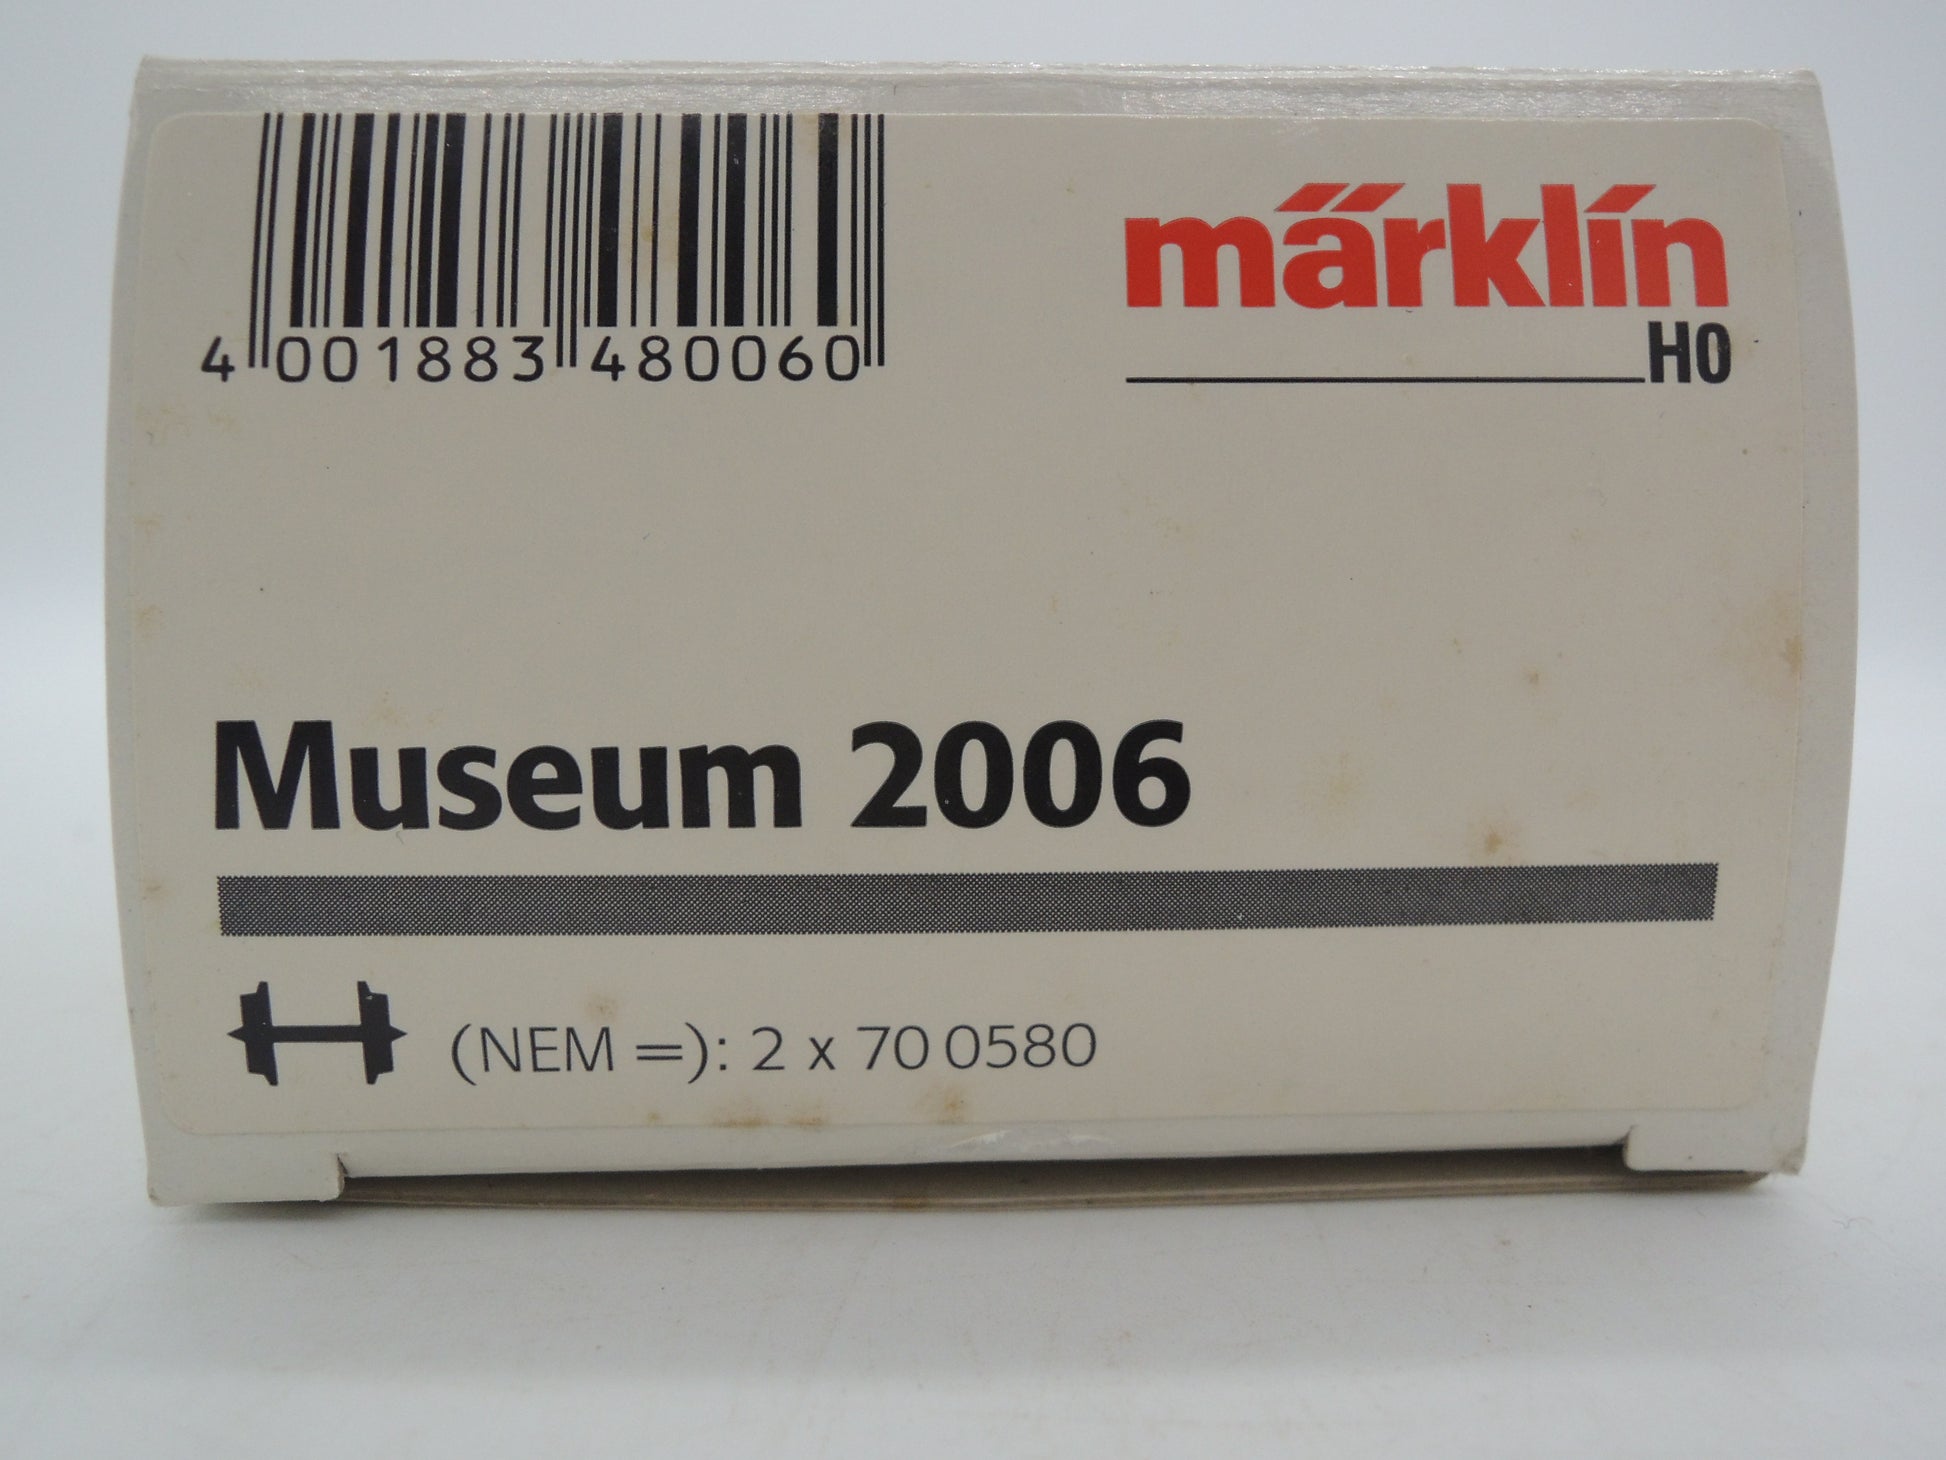 4 001883 480060
märklin
H0
Museum 2006
(NEM =): 2 x 70 0580